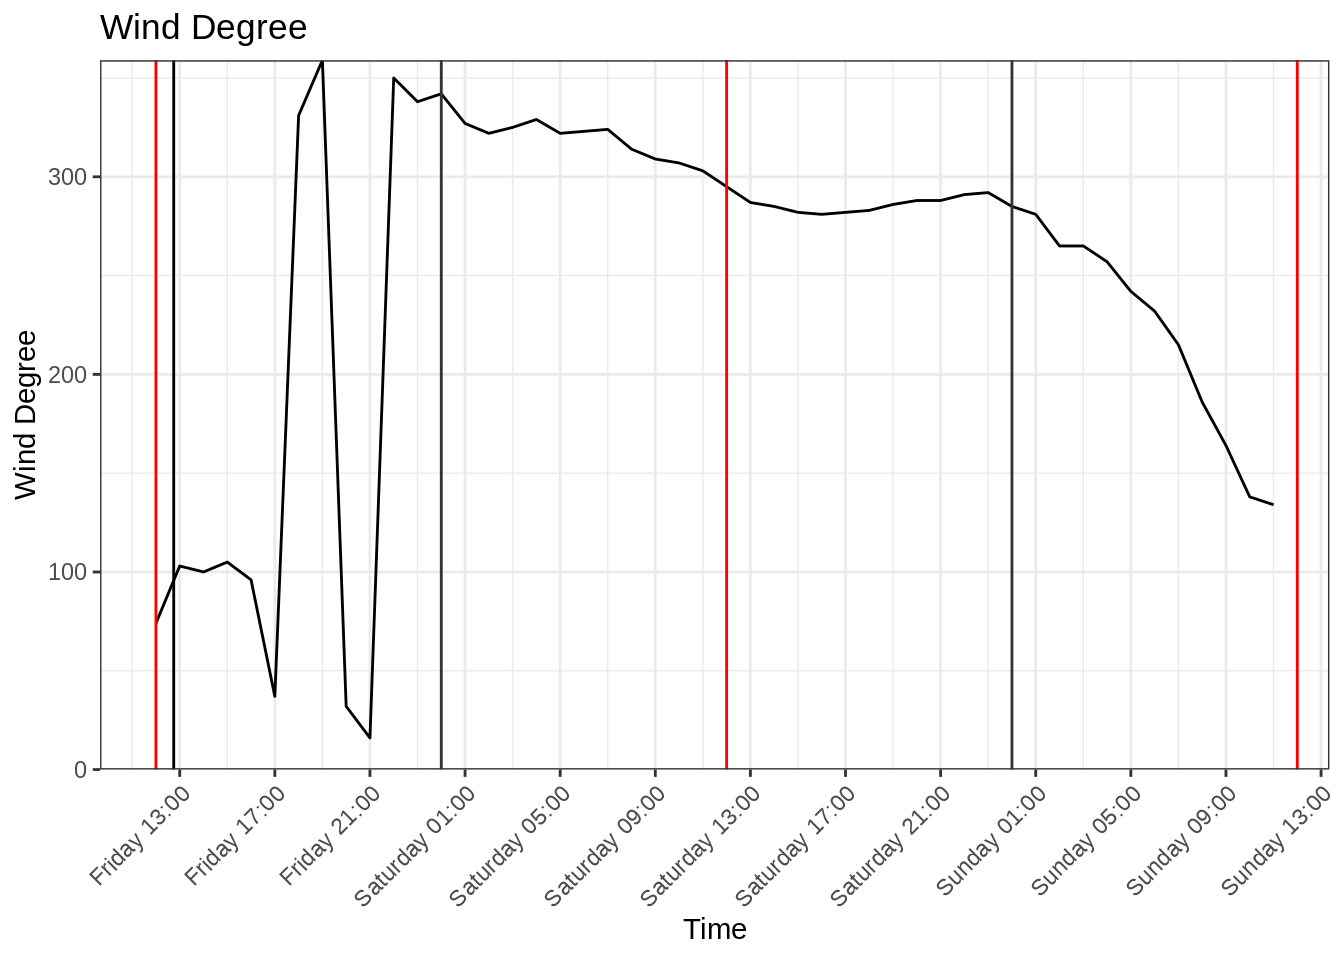 Wind Degree
Wind Degree
300
200
100
0
Friday 13:00
Friday 17:00
Friday 21:00
Saturday 01:00
Saturday 05:00
Saturday 09:00
Saturday 13:00
Saturday 17:00
Saturday 21:00
Sunday 01:00
Sunday 05:00
Sunday 09:00
Sunday 13:00
Time